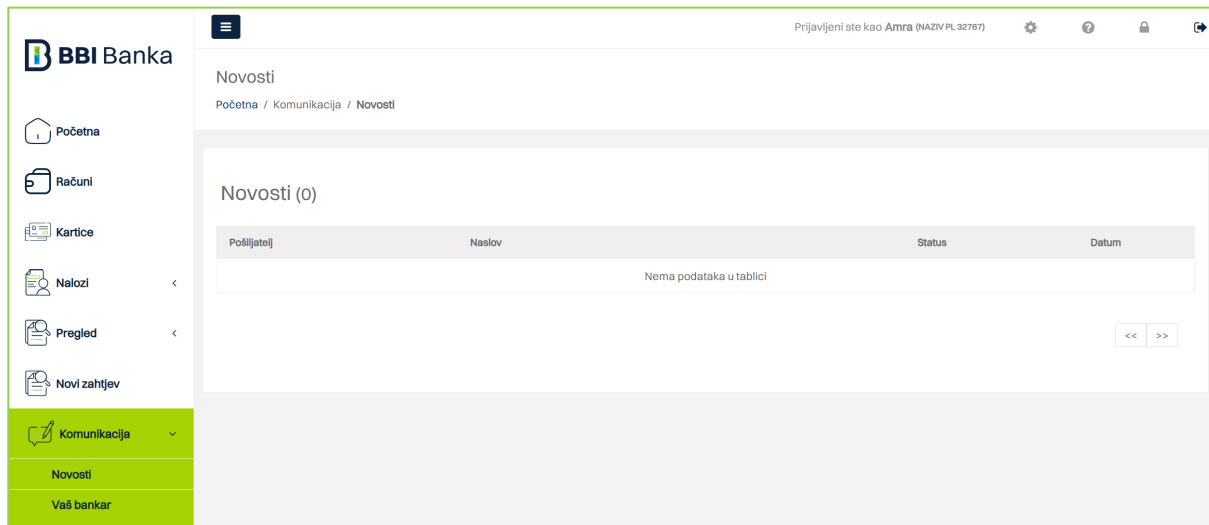 BBI Banka
Početna
Računi
Kartice
Nalozi
Pregled
Novi zahtjev
Komunikacija
Novosti
Vaš bankar
Prijavljeni ste kao Amra (NAZIV PL 32767)
Novosti
Početna / Komunikacija / Novosti
Novosti (0)
Pošiljatelj Naslov Status Datum
Nema podataka u tablici
<< >>